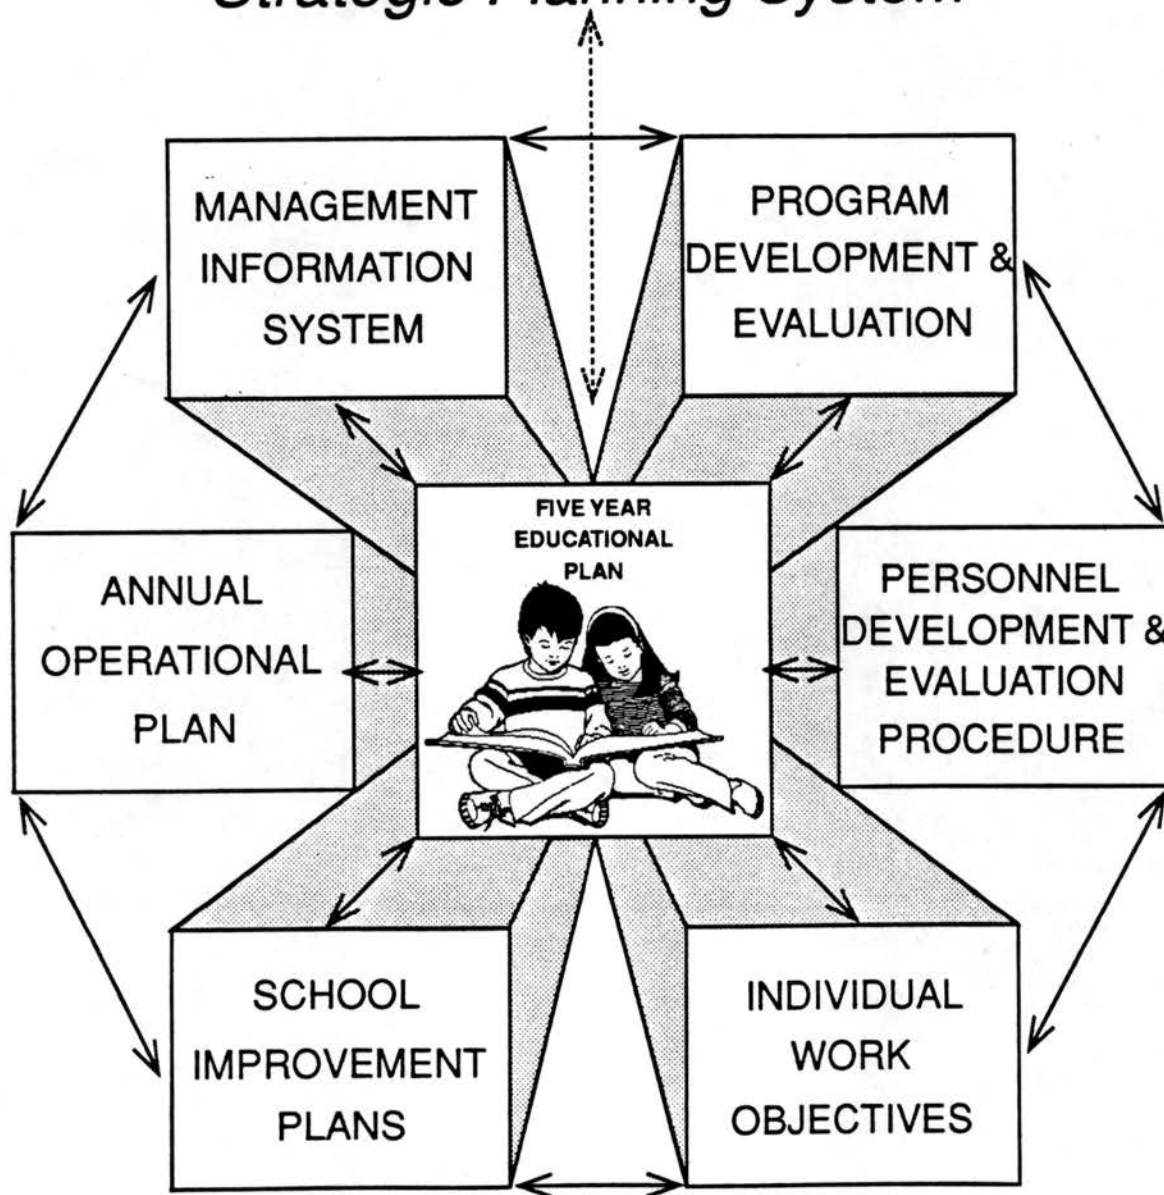 Strategic Planning System
MANAGEMENT
INFORMATION
SYSTEM
PROGRAM
DEVELOPMENT &
EVALUATION
FIVE YEAR
EDUCATIONAL
PLAN
ANNUAL
OPERATIONAL
PLAN
PERSONNEL
DEVELOPMENT &
EVALUATION
PROCEDURE
SCHOOL
IMPROVEMENT
PLANS
INDIVIDUAL
WORK
OBJECTIVES